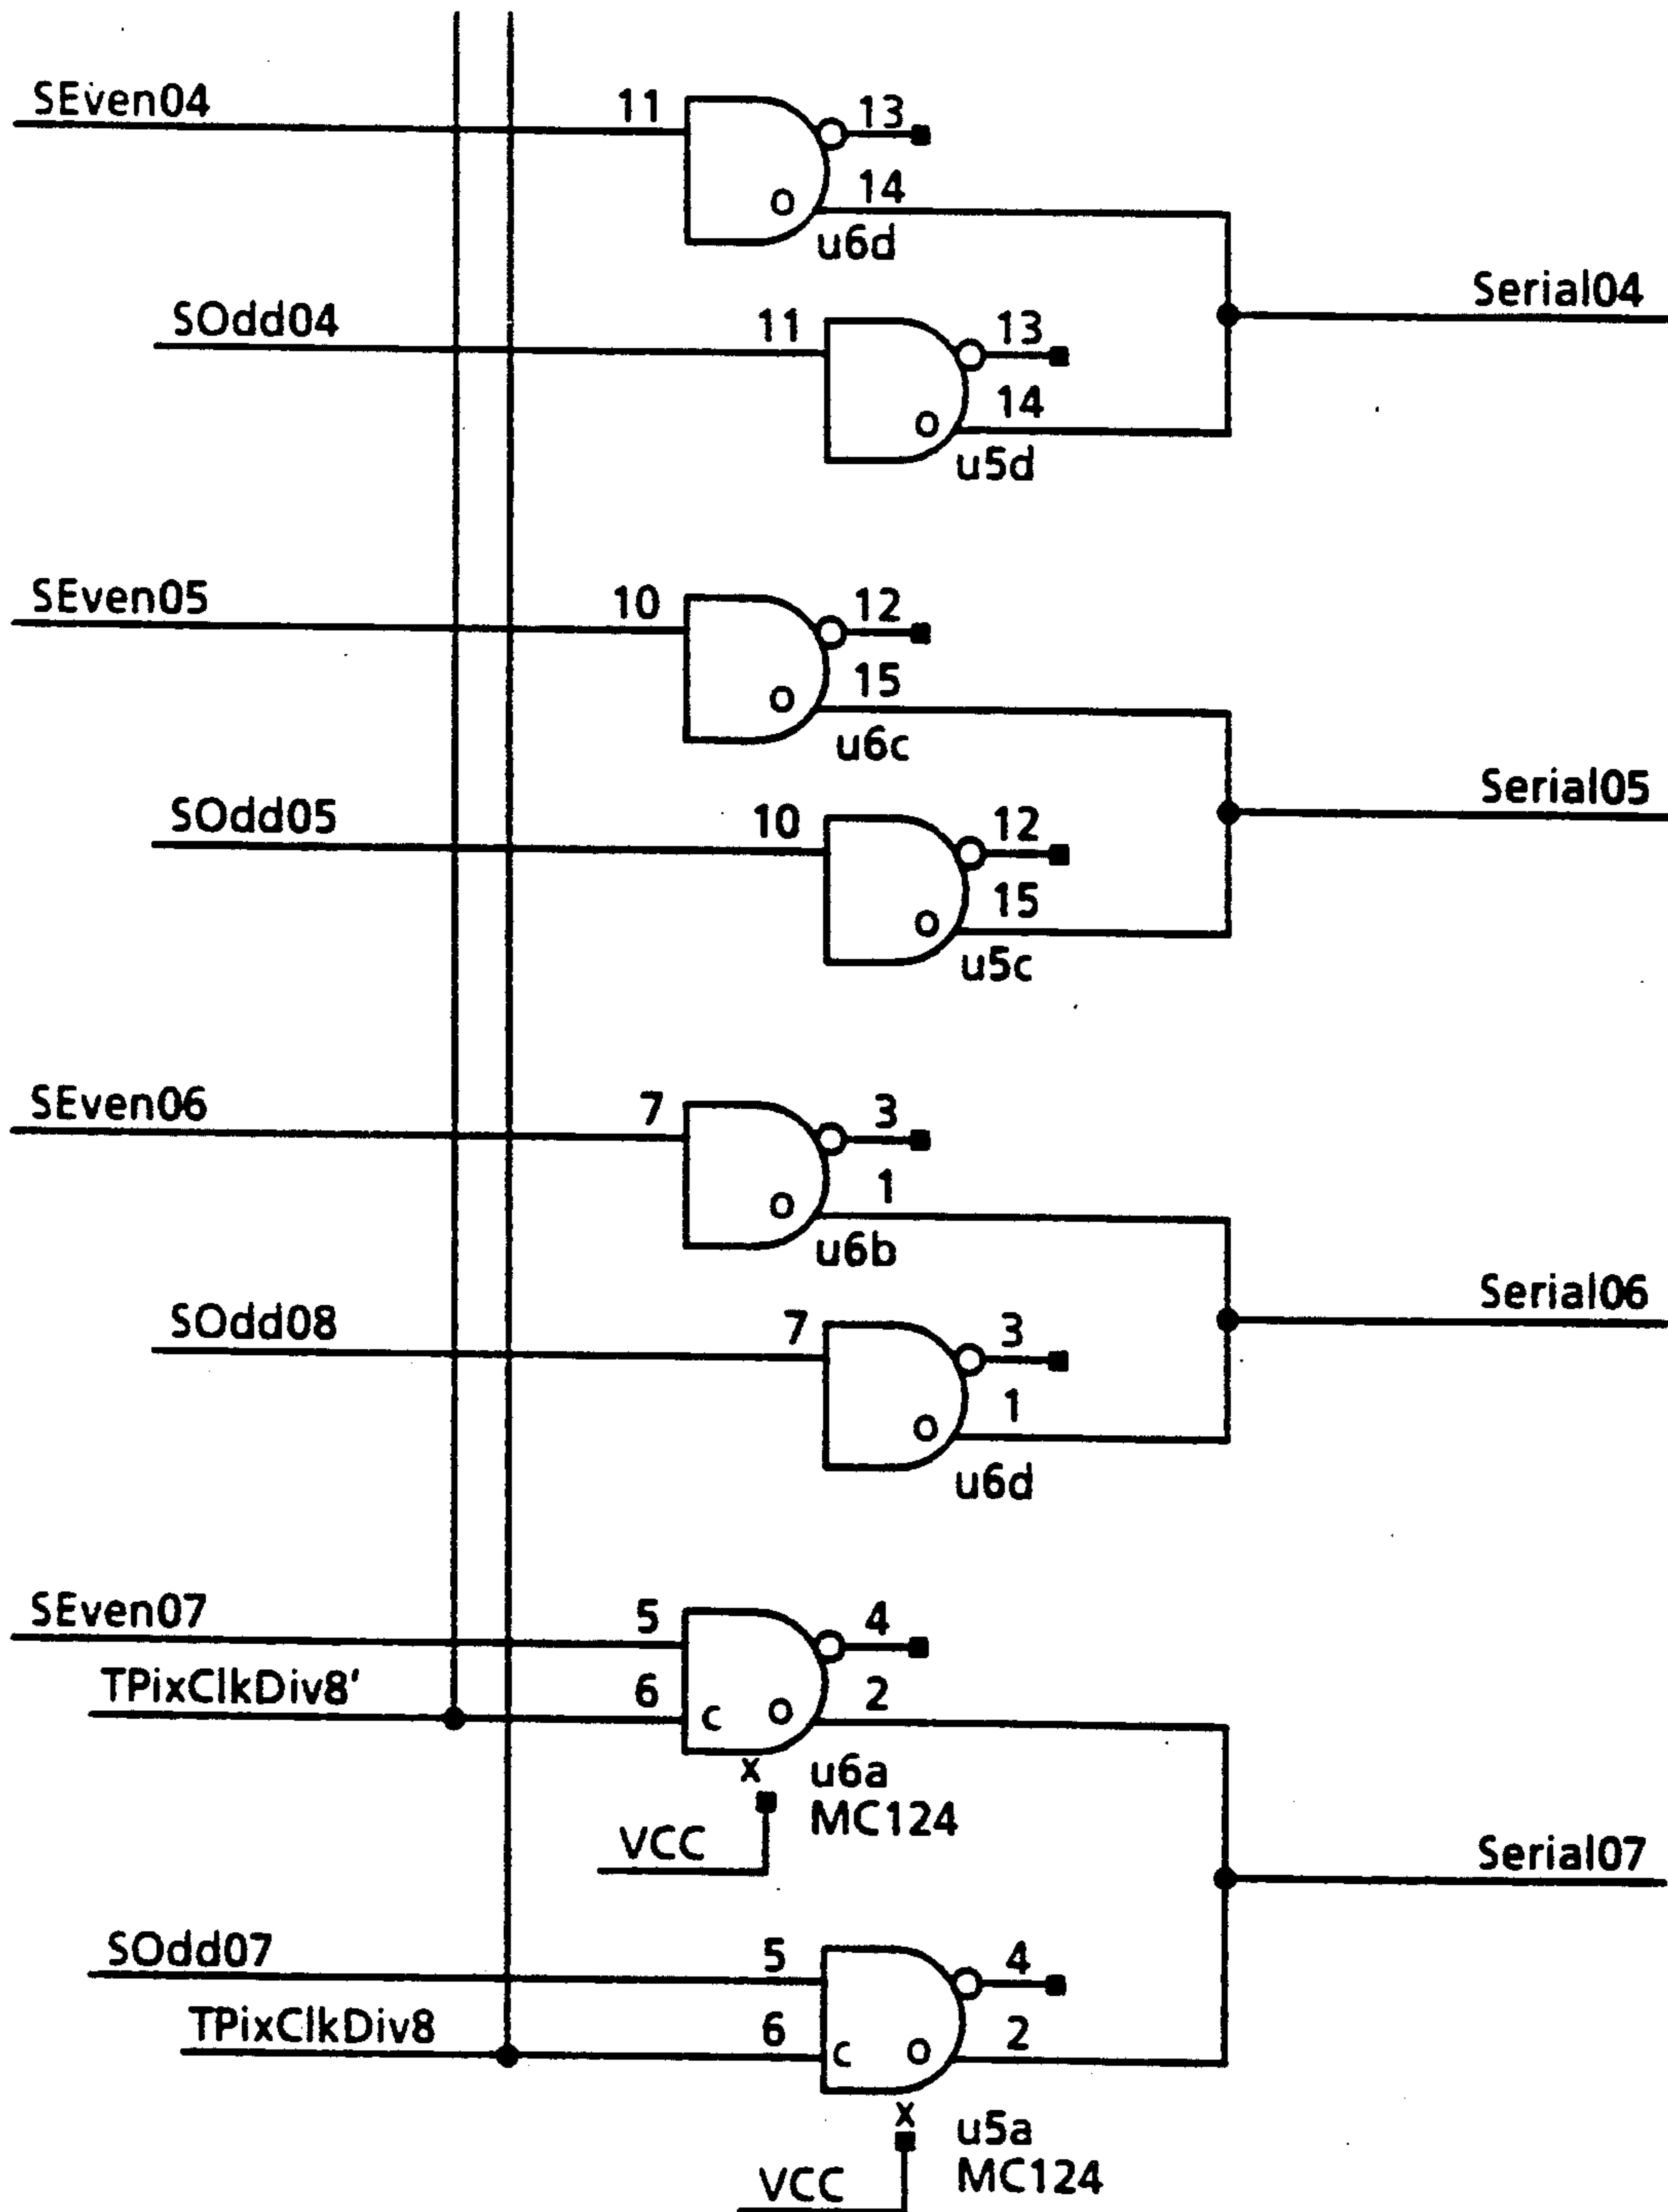 SEven04
11
13
14
O
u6d
SOdd04
11
13
14
O
u5d
Serial04
SEven05
10
12
15
O
u6c
SOdd05
10
12
15
O
u5c
Serial05
SEven06
7
3
1
O
u6b
SOdd08
7
3
1
O
u6d
Serial06
SEven07
5
4
TPixClkDiv8'
6
c
O
2
x
u6a
MC124
VCC
Serial07
SOdd07
5
4
TPixClkDiv8
6
c
O
2
x
u5a
MC124
VCC